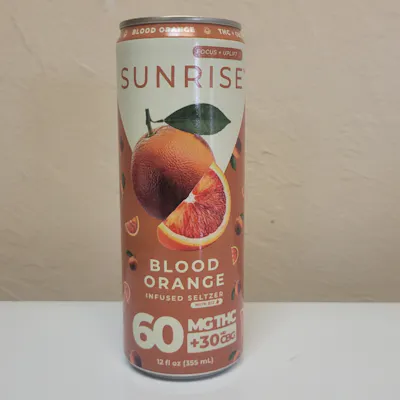 BLOOD ORANGE THC +
FOCUS + UPLIFT
SUNRISE
BLOOD
ORANGE
INFUSED SELTZER
60 MG THC
+30 MG CBG
12 fl oz (355 mL)